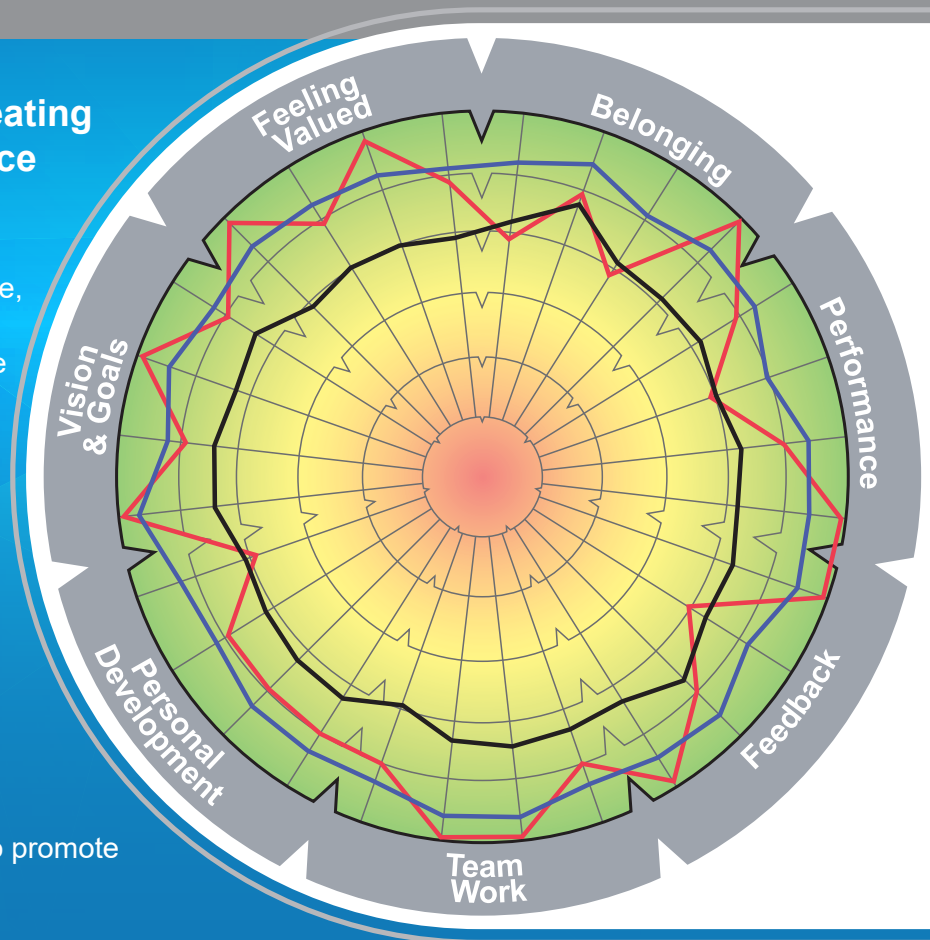 eating
ce
e,
e
o promote
Feeling
Valued
Belonging
Performance
Feedback
Team
Work
Personal
Development
Vision
& Goals